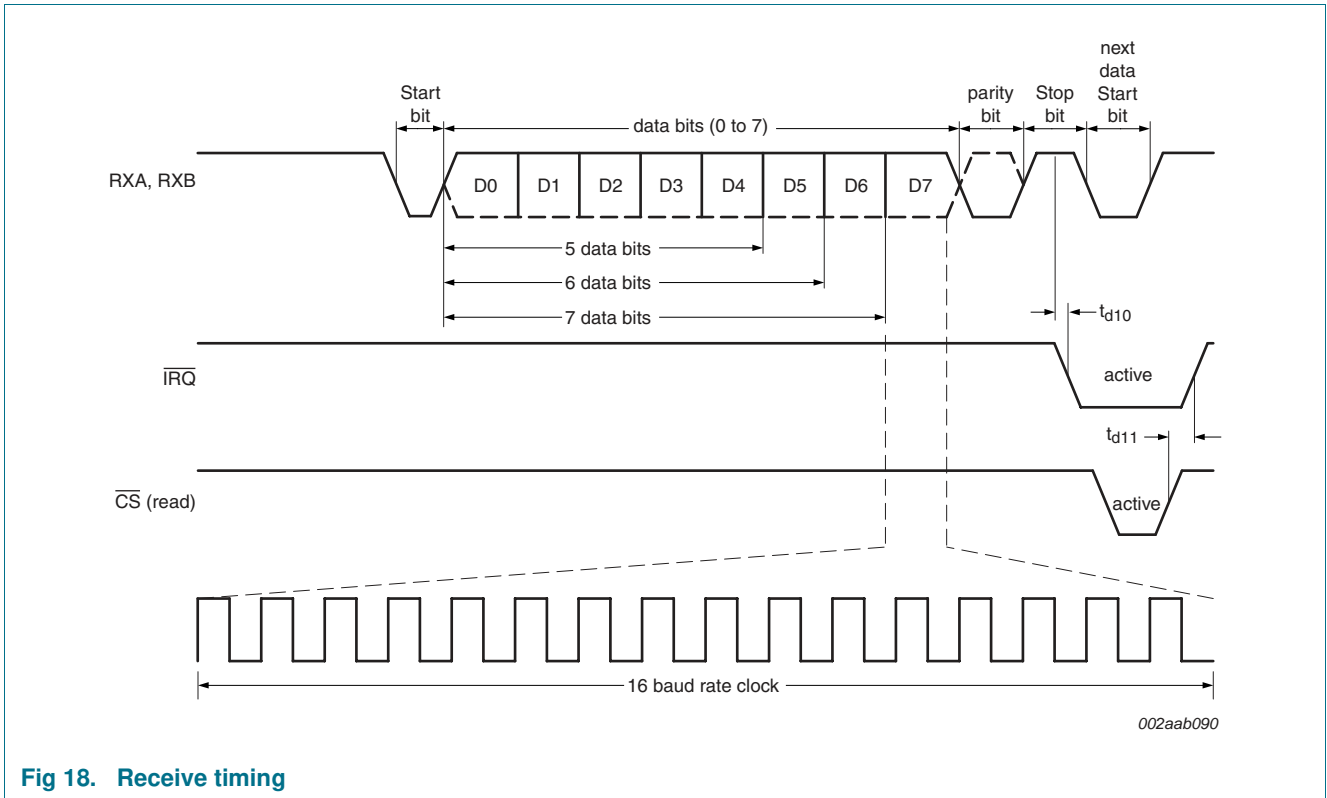 Start
bit
data bits (0 to 7)
parity
bit
Stop
bit
next
data
Start
bit
RXA, RXB
D0 D1 D2 D3 D4 D5 D6 D7
5 data bits
6 data bits
7 data bits
td10
IRQ
active
td11
CS (read)
active
16 baud rate clock
002aab090
Fig 18. Receive timing